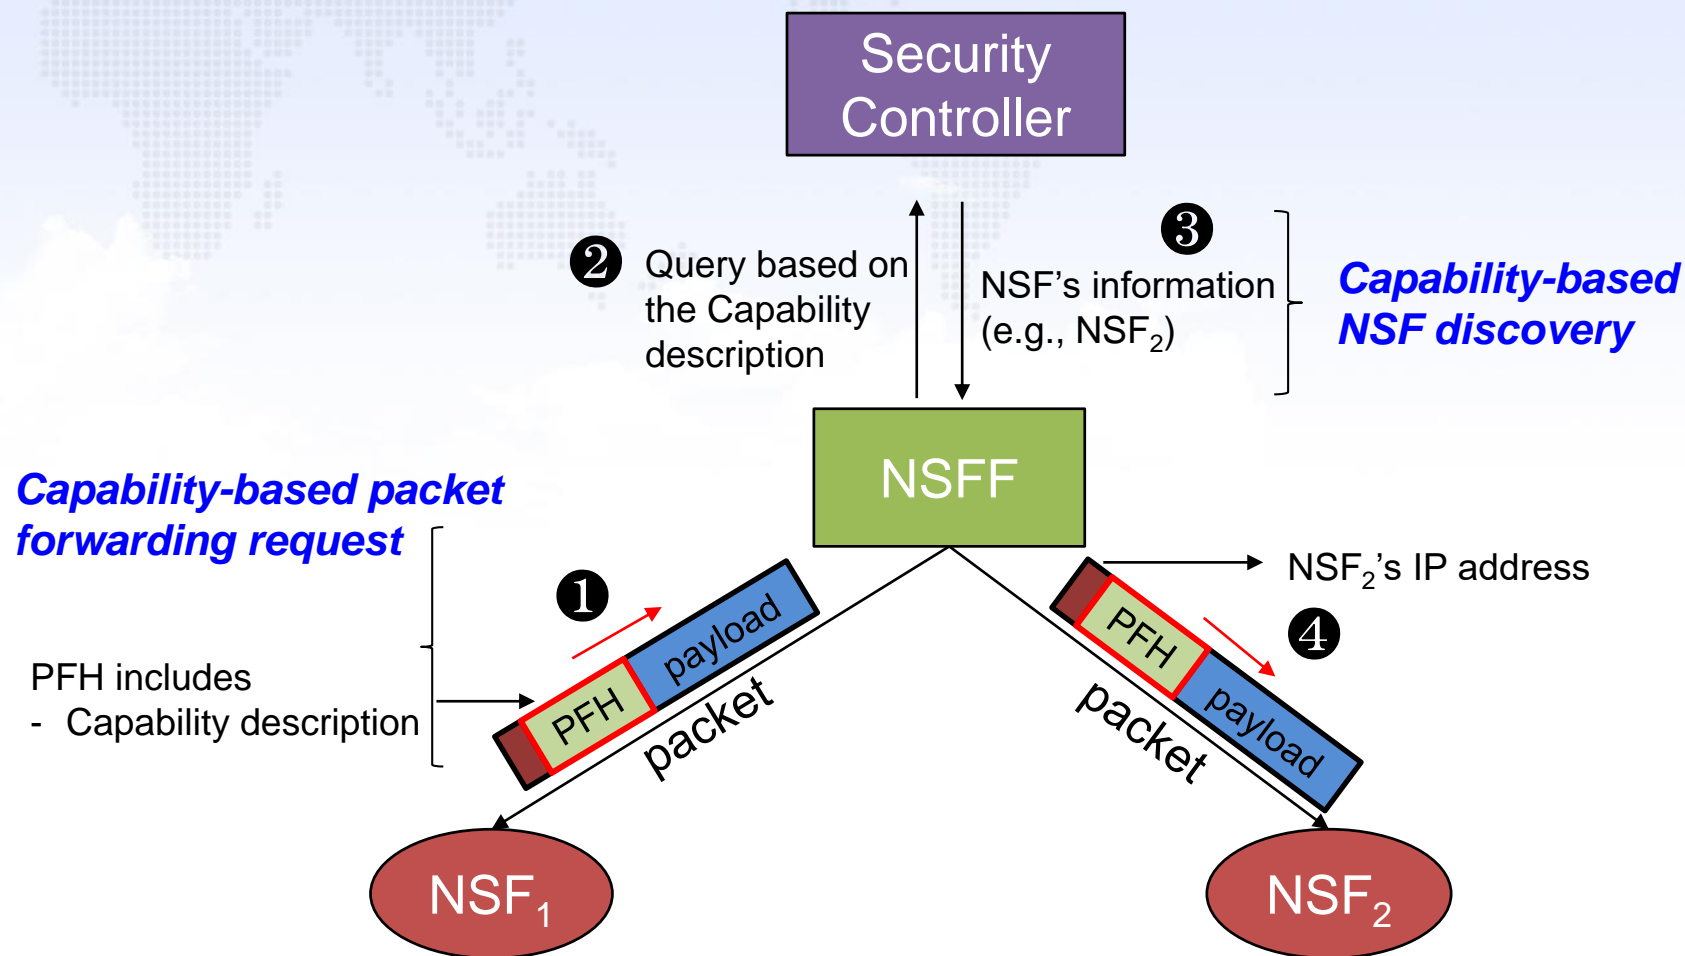 Security
Controller
❷ Query based on
the Capability
description
❸
NSF’s information
(e.g., NSF₂)
Capability-based
NSF discovery
NSFF
Capability-based packet
forwarding request
❶
PFH includes
- Capability description
PFH payload
packet
NSF₂’s IP address
❹
PFH payload
packet
NSF₁
NSF₂